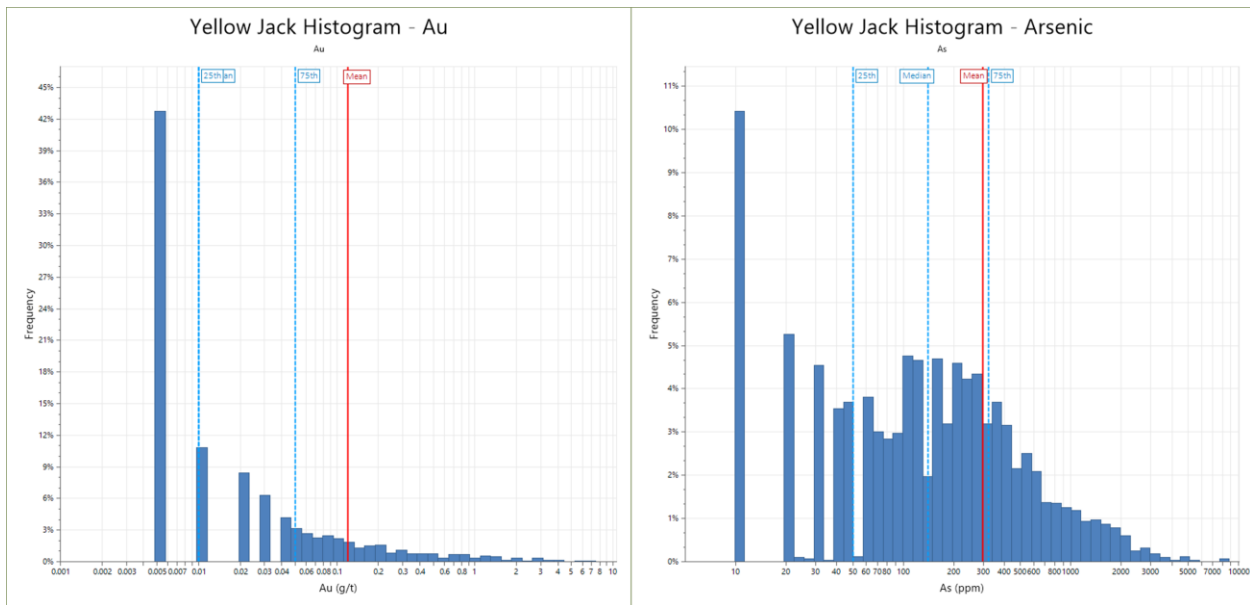 Yellow Jack Histogram - Au
Au
25th an 75th Mean
45%
42%
39%
36%
33%
30%
27%
24%
21%
18%
15%
12%
9%
6%
3%
0%
Frequency
0.001 0.002 0.003 0.005 0.007 0.01 0.02 0.03 0.04 0.06 0.08 0.1 0.2 0.3 0.4 0.6 0.8 1 2 3 4 5 6 7 8 10
Au (g/t)
Yellow Jack Histogram - Arsenic
As
25th Median Mean 75th
11%
10%
9%
8%
7%
6%
5%
4%
3%
2%
1%
0%
Frequency
10 20 30 40 50 60 70 80 100 200 300 400 500 600 800 1000 2000 3000 5000 7000 10000
As (ppm)